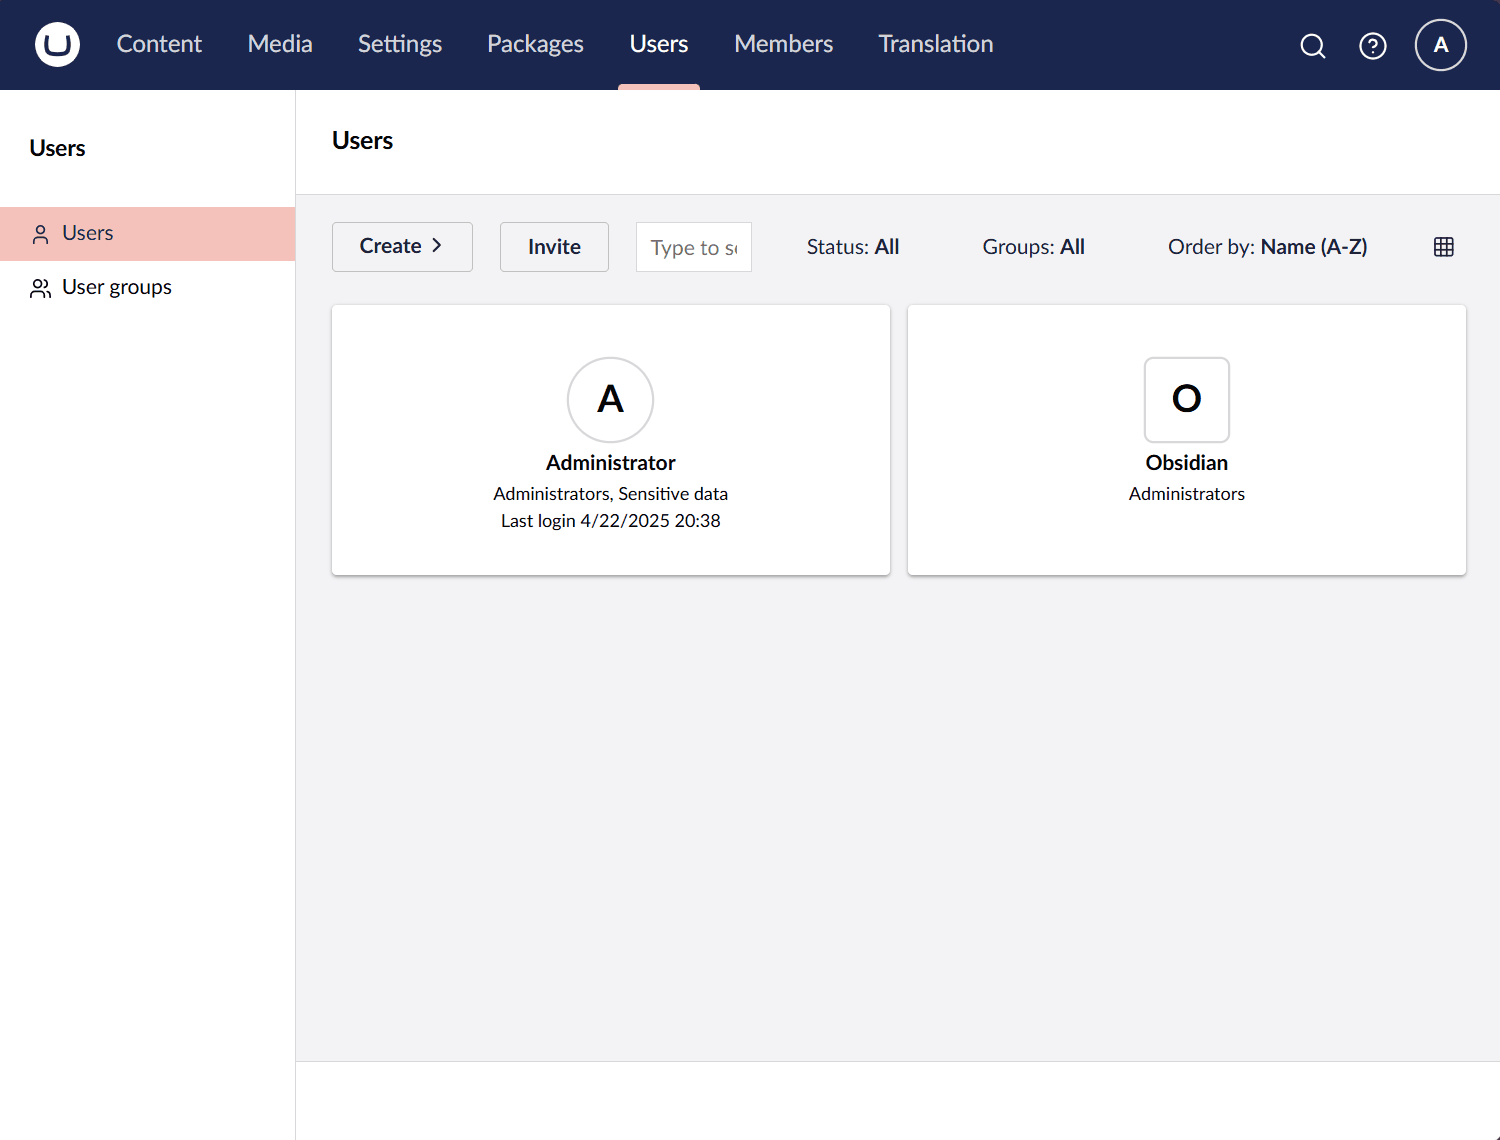 Content Media Settings Packages Users Members Translation A
Users
Users
User groups
Users
Create Invite Type to s Status: All Groups: All Order by: Name (A-Z)
A
Administrator
Administrators, Sensitive data
Last login 4/22/2025 20:38
O
Obsidian
Administrators